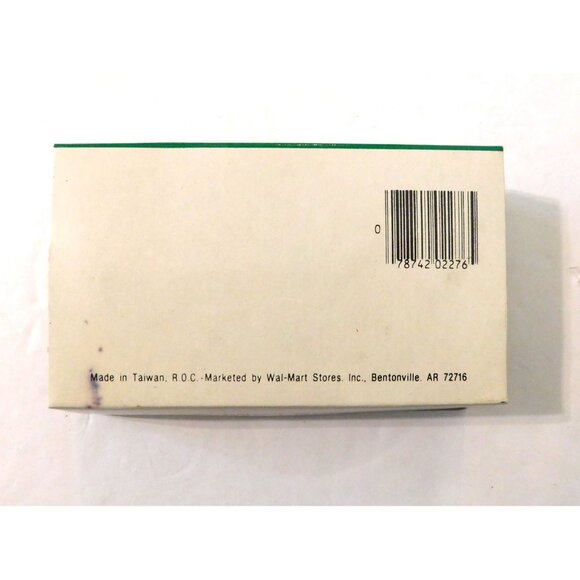 0
78742 02276
Made in Taiwan, R.O.C.-Marketed by Wal-Mart Stores, Inc., Bentonville, AR 72716